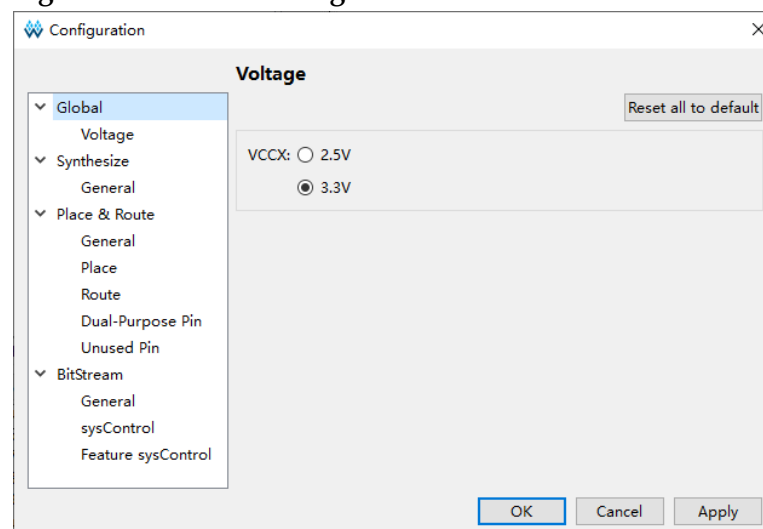 Configuration
Voltage
Reset all to default
Global
Voltage
Synthesize
General
Place & Route
General
Place
Route
Dual-Purpose Pin
Unused Pin
BitStream
General
sysControl
Feature sysControl
VCCX: 2.5V
3.3V
OK Cancel Apply